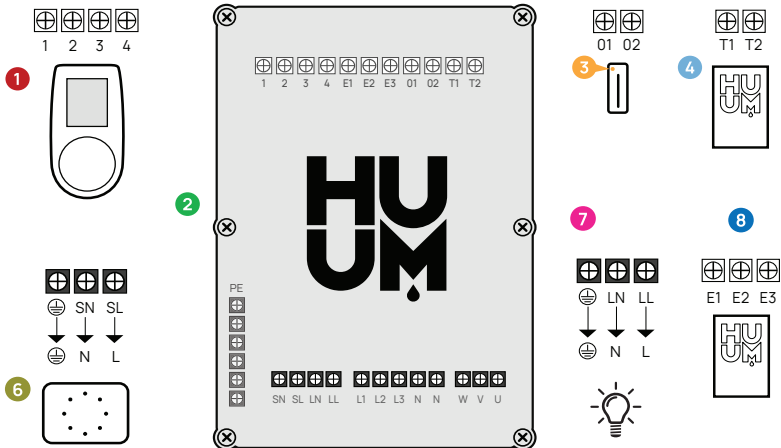 1 2 3 4
1
1 2 3 4 E1 E2 E3 01 02 T1 T2
HU
UM
2
PE
SN SL LN LL L1 L2 L3 N N W V U
01 02
3
T1 T2
4
HU
UM
SN SL
N L
6
7
LN LL
N L
8
E1 E2 E3
HU
UM